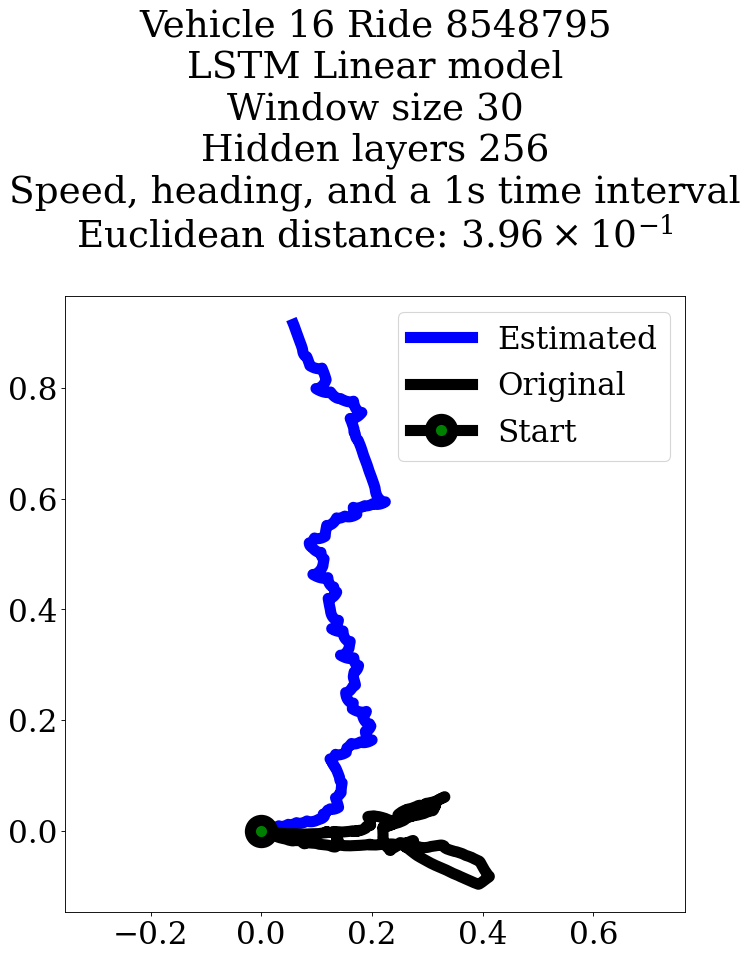 Vehicle 16 Ride 8548795
LSTM Linear model
Window size 30
Hidden layers 256
Speed, heading, and a 1s time interval
Euclidean distance: 3.96 × 10⁻¹
Estimated
Original
Start
0.8
0.6
0.4
0.2
0.0
−0.2 0.0 0.2 0.4 0.6